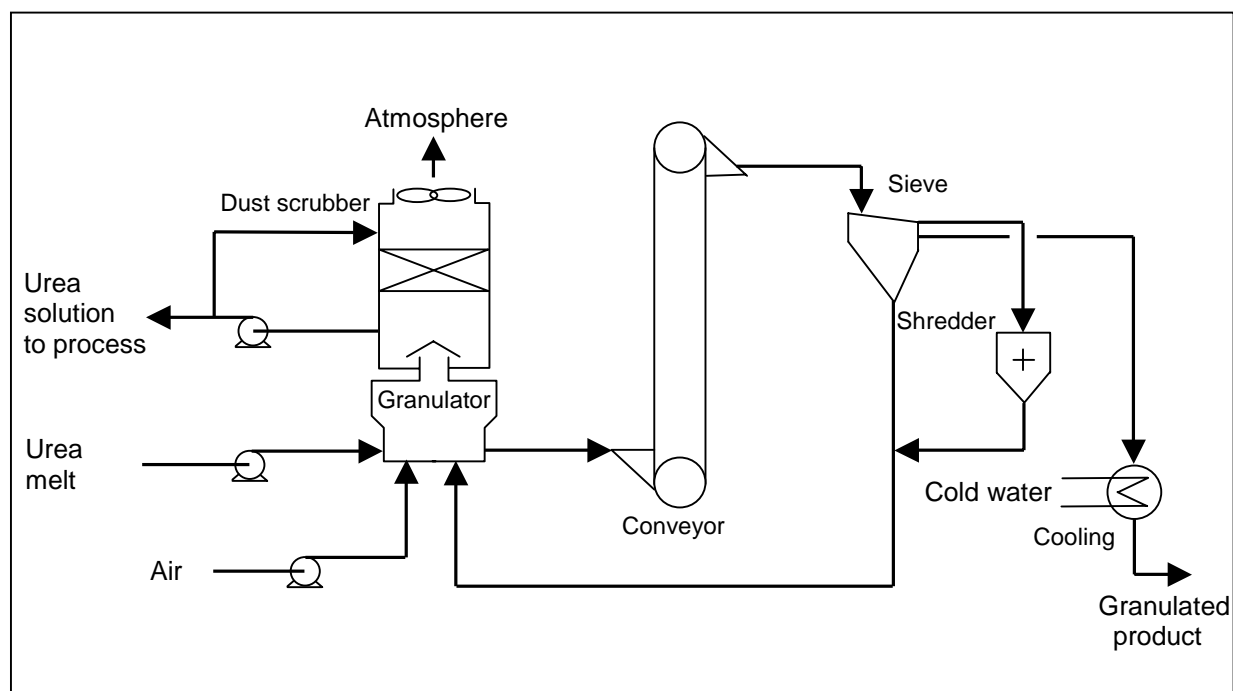 Atmosphere
Dust scrubber
Sieve
Urea
solution
to process
Shredder
Granulator
Urea
melt
Cold water
Conveyor
Cooling
Air
Granulated
product